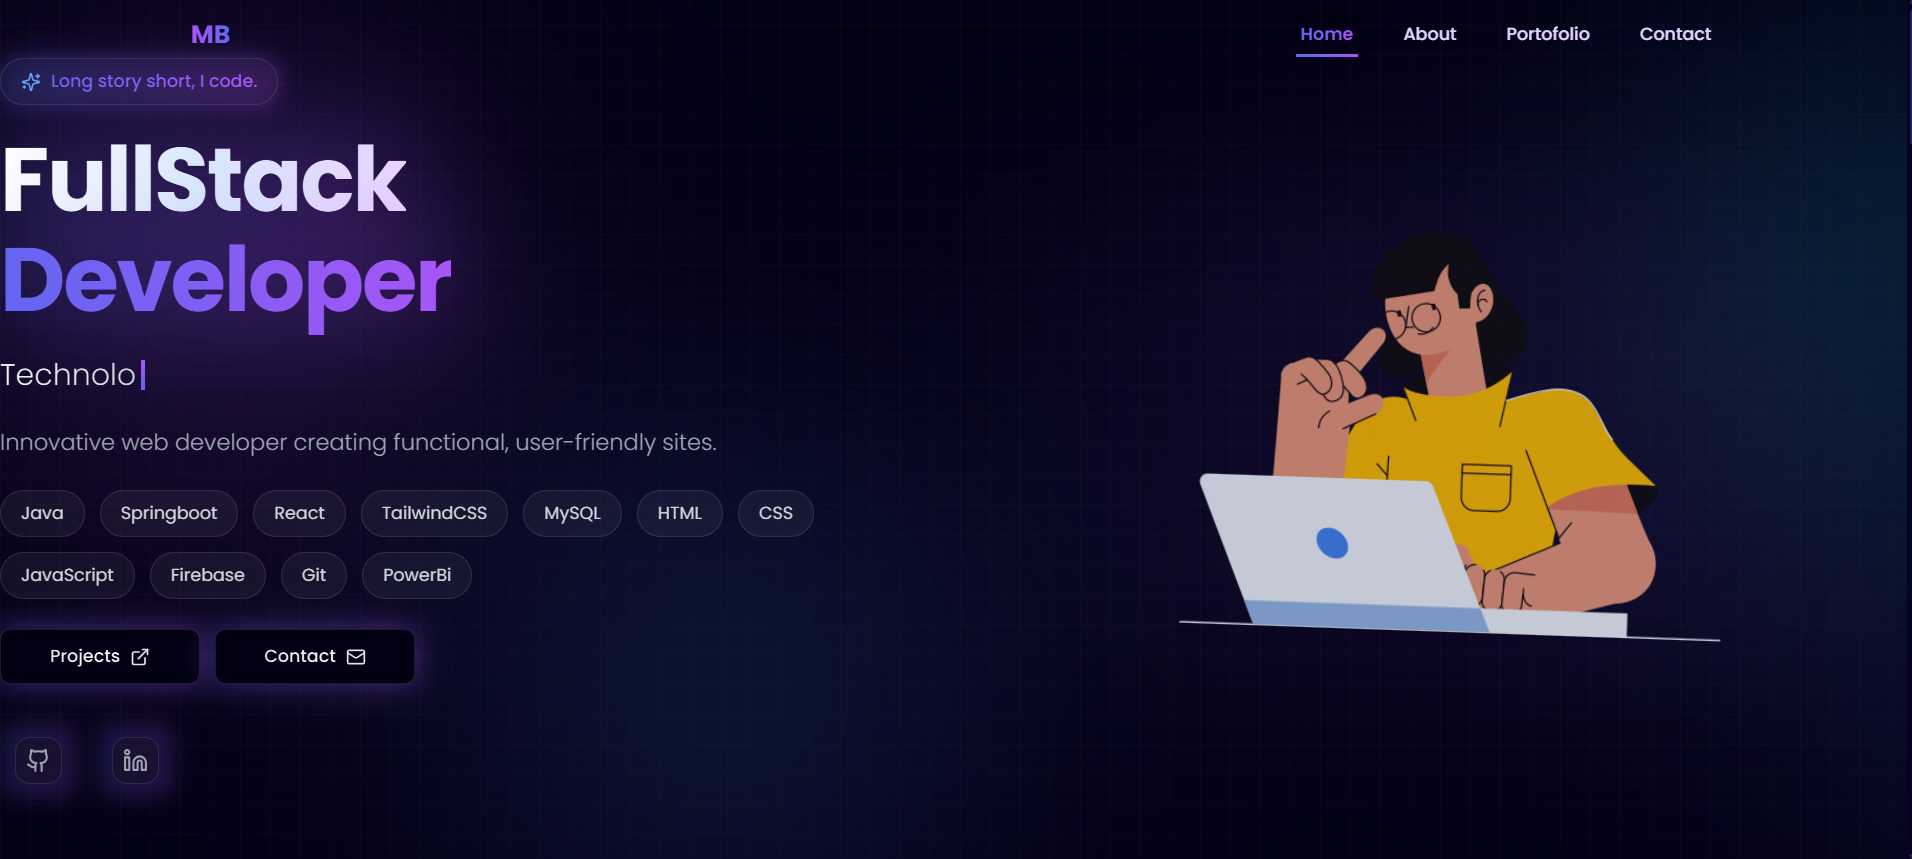 MB
Home About Portofolio Contact
Long story short, I code.
FullStack
Developer
Technolo
Innovative web developer creating functional, user-friendly sites.
Java Springboot React TailwindCSS MySQL HTML CSS
JavaScript Firebase Git PowerBi
Projects Contact
in